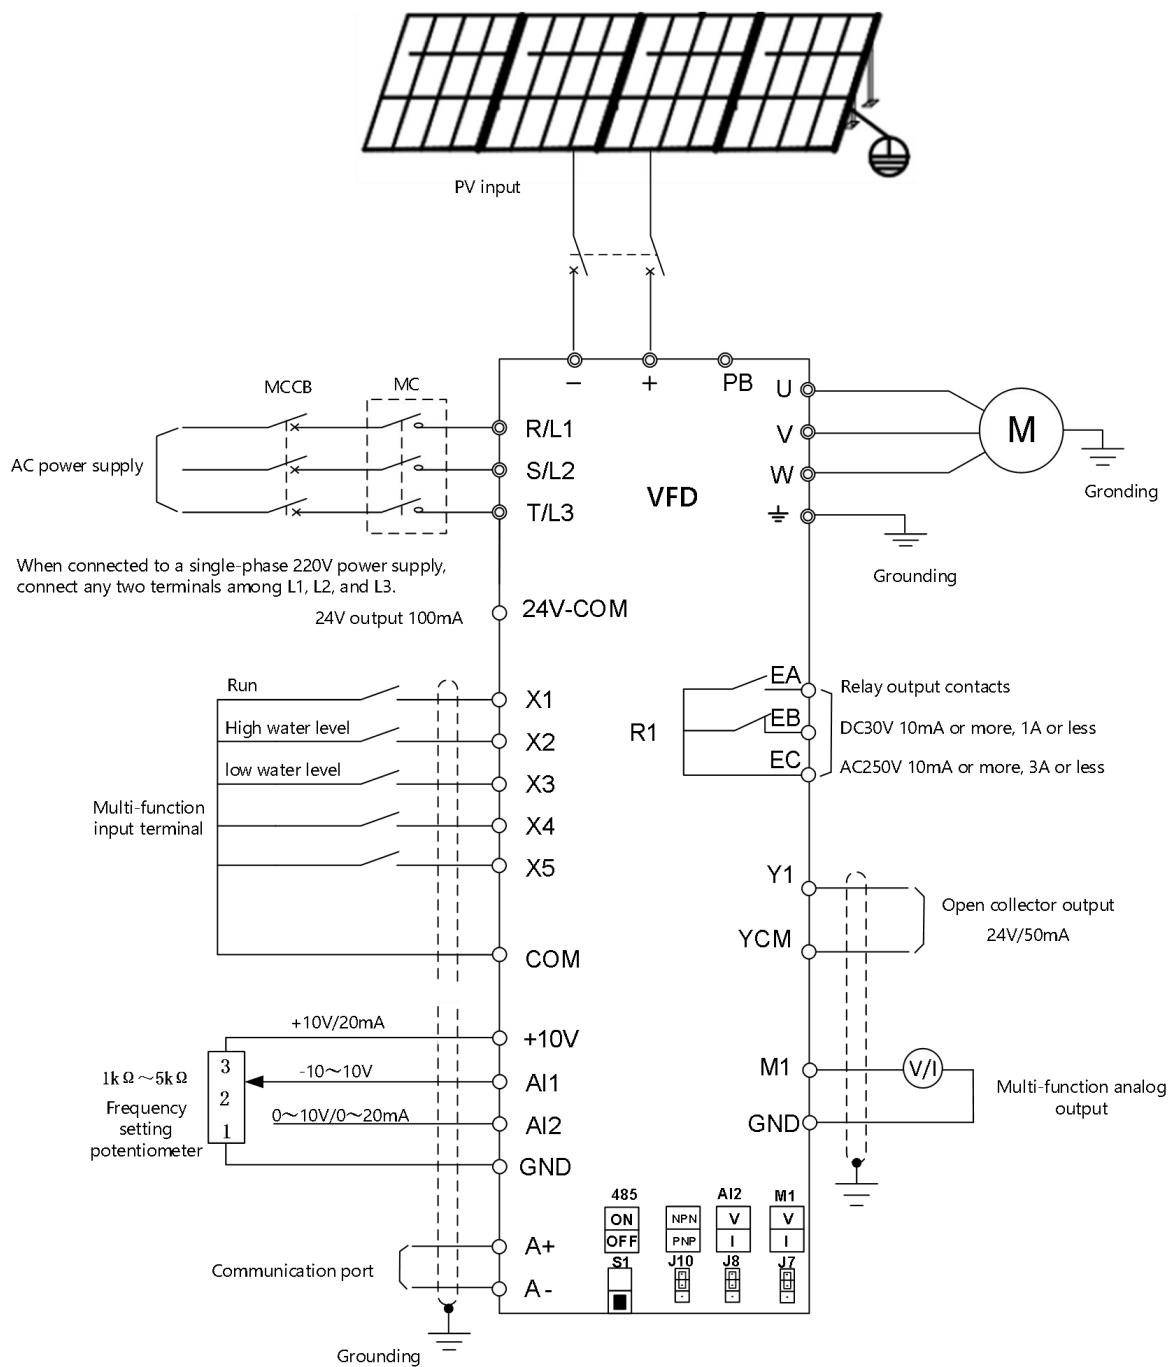 PV input
−
+
PB
MCCB
MC
U
R/L1
V
M
AC power supply
S/L2
W
VFD
T/L3
Gronding
When connected to a single-phase 220V power supply,
connect any two terminals among L1, L2, and L3.
Grounding
24V output 100mA
24V-COM
Run
X1
EA
Relay output contacts
High water level
X2
R1
EB
DC30V 10mA or more, 1A or less
low water level
X3
EC
AC250V 10mA or more, 3A or less
Multi-function
input terminal
X4
X5
Y1
Open collector output
24V/50mA
YCM
COM
+10V/20mA
+10V
3
M1
V/I
1kΩ～5kΩ
-10～10V
AI1
Multi-function analog
output
Frequency
setting
potentiometer
2
0～10V/0～20mA
AI2
GND
1
GND
485
AI2
M1
ON
NPN
V
V
OFF
PNP
I
I
S1
J10
J8
J7
A+
Communication port
A-
Grounding